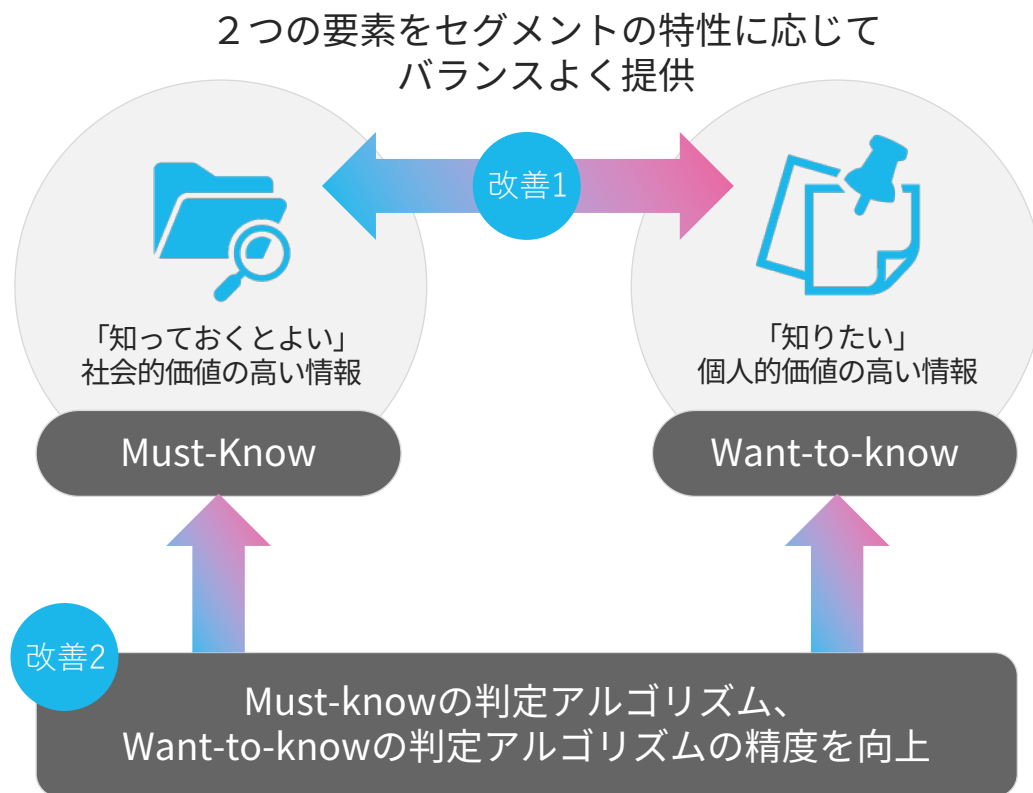 ２つの要素をセグメントの特性に応じて
バランスよく提供
改善1
「知っておくとよい」
社会的価値の高い情報
「知りたい」
個人的価値の高い情報
Must-Know
Want-to-know
改善2
Must-knowの判定アルゴリズム、
Want-to-knowの判定アルゴリズムの精度を向上